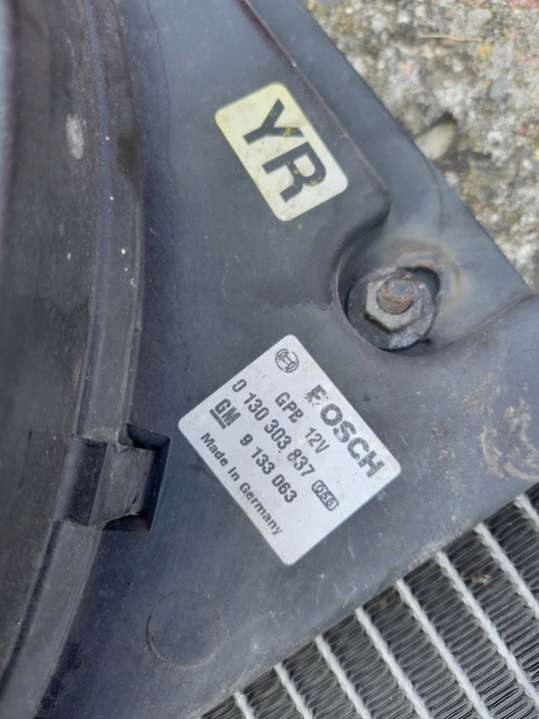 YR
BOSCH
GPB 12V
0 130 303 837
GM 9 133 063
Made in Germany